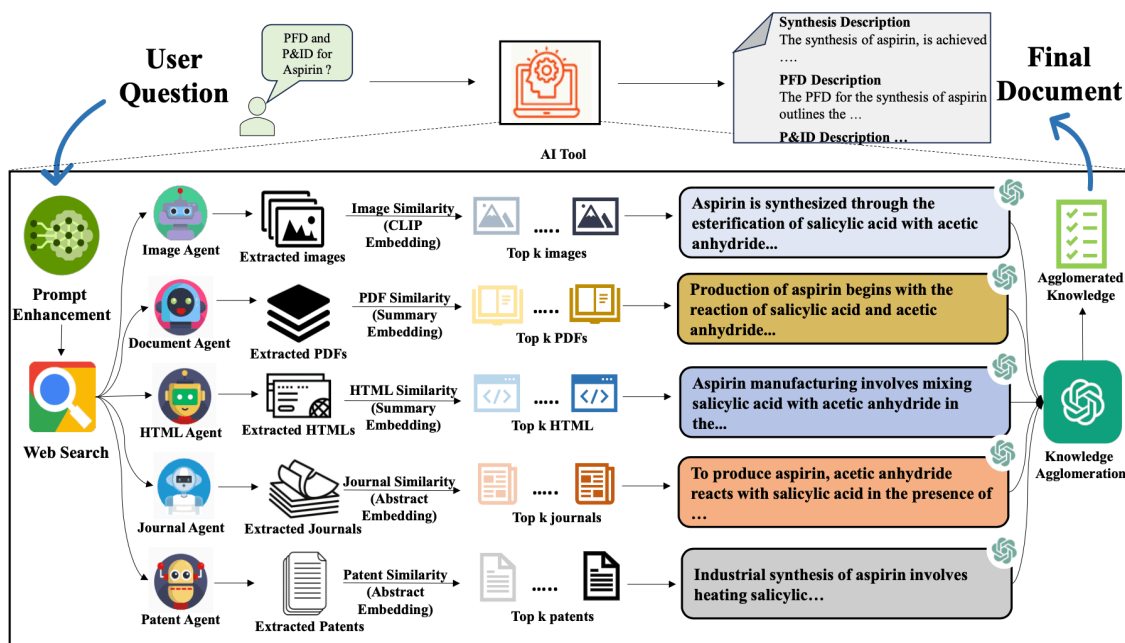 User
Question
PFD and
P&ID for
Aspirin ?
AI Tool
Synthesis Description
The synthesis of aspirin, is achieved
….
PFD Description
The PFD for the synthesis of aspirin
outlines the …
P&ID Description …
Final
Document
Prompt
Enhancement
Web Search
Image Agent
Extracted images
Image Similarity
(CLIP
Embedding)
.....
Top k images
Aspirin is synthesized through the
esterification of salicylic acid with acetic
anhydride...
Document Agent
Extracted PDFs
PDF Similarity
(Summary
Embedding)
.....
Top k PDFs
Production of aspirin begins with the
reaction of salicylic acid and acetic
anhydride...
HTML Agent
Extracted HTMLs
HTML Similarity
(Summary
Embedding)
.....
Top k HTML
Aspirin manufacturing involves mixing
salicylic acid with acetic anhydride in
the...
Journal Agent
Extracted Journals
Journal Similarity
(Abstract
Embedding)
.....
Top k journals
To produce aspirin, acetic anhydride
reacts with salicylic acid in the presence of
…
Patent Agent
Extracted Patents
Patent Similarity
(Abstract
Embedding)
.....
Top k patents
Industrial synthesis of aspirin involves
heating salicylic…
Agglomerated
Knowledge
Knowledge
Agglomeration